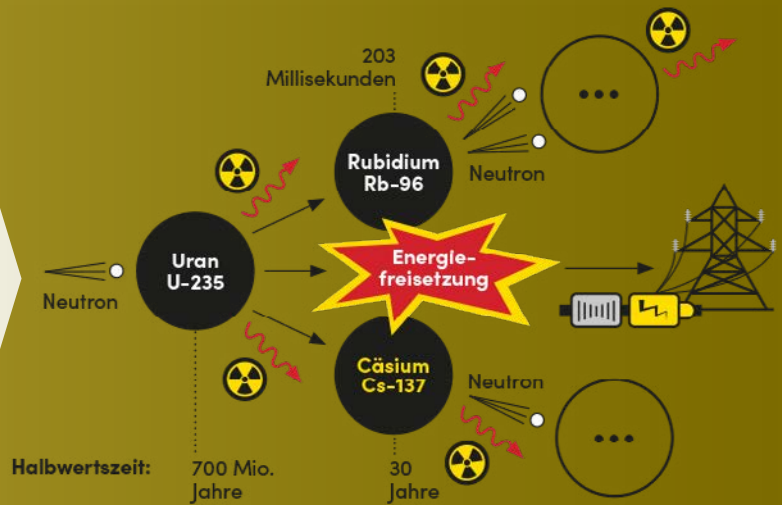 203
Millisekunden
Rubidium
Rb-96
Neutron
Uran
U-235
Neutron
Energie-
freisetzung
Cäsium
Cs-137
Neutron
Halbwertszeit:
700 Mio.
Jahre
30
Jahre